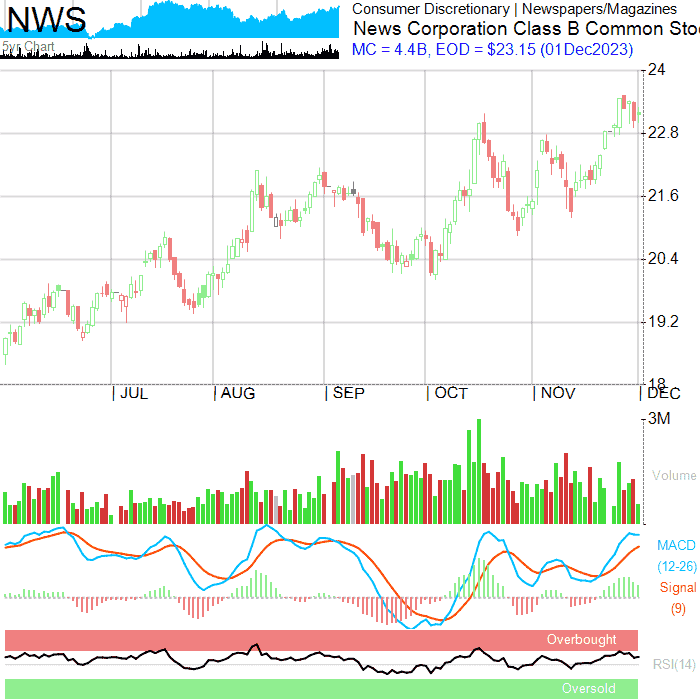 NWS
5yr Chart
Consumer Discretionary | Newspapers/Magazines
News Corporation Class B Common Sto
MC = 4.4B, EOD = $23.15 (01Dec2023)
24
22.8
21.6
20.4
19.2
18
JUL
AUG
SEP
OCT
NOV
DEC
3M
Volume
MACD
(12-26)
Signal
(9)
Overbought
RSI(14)
Oversold